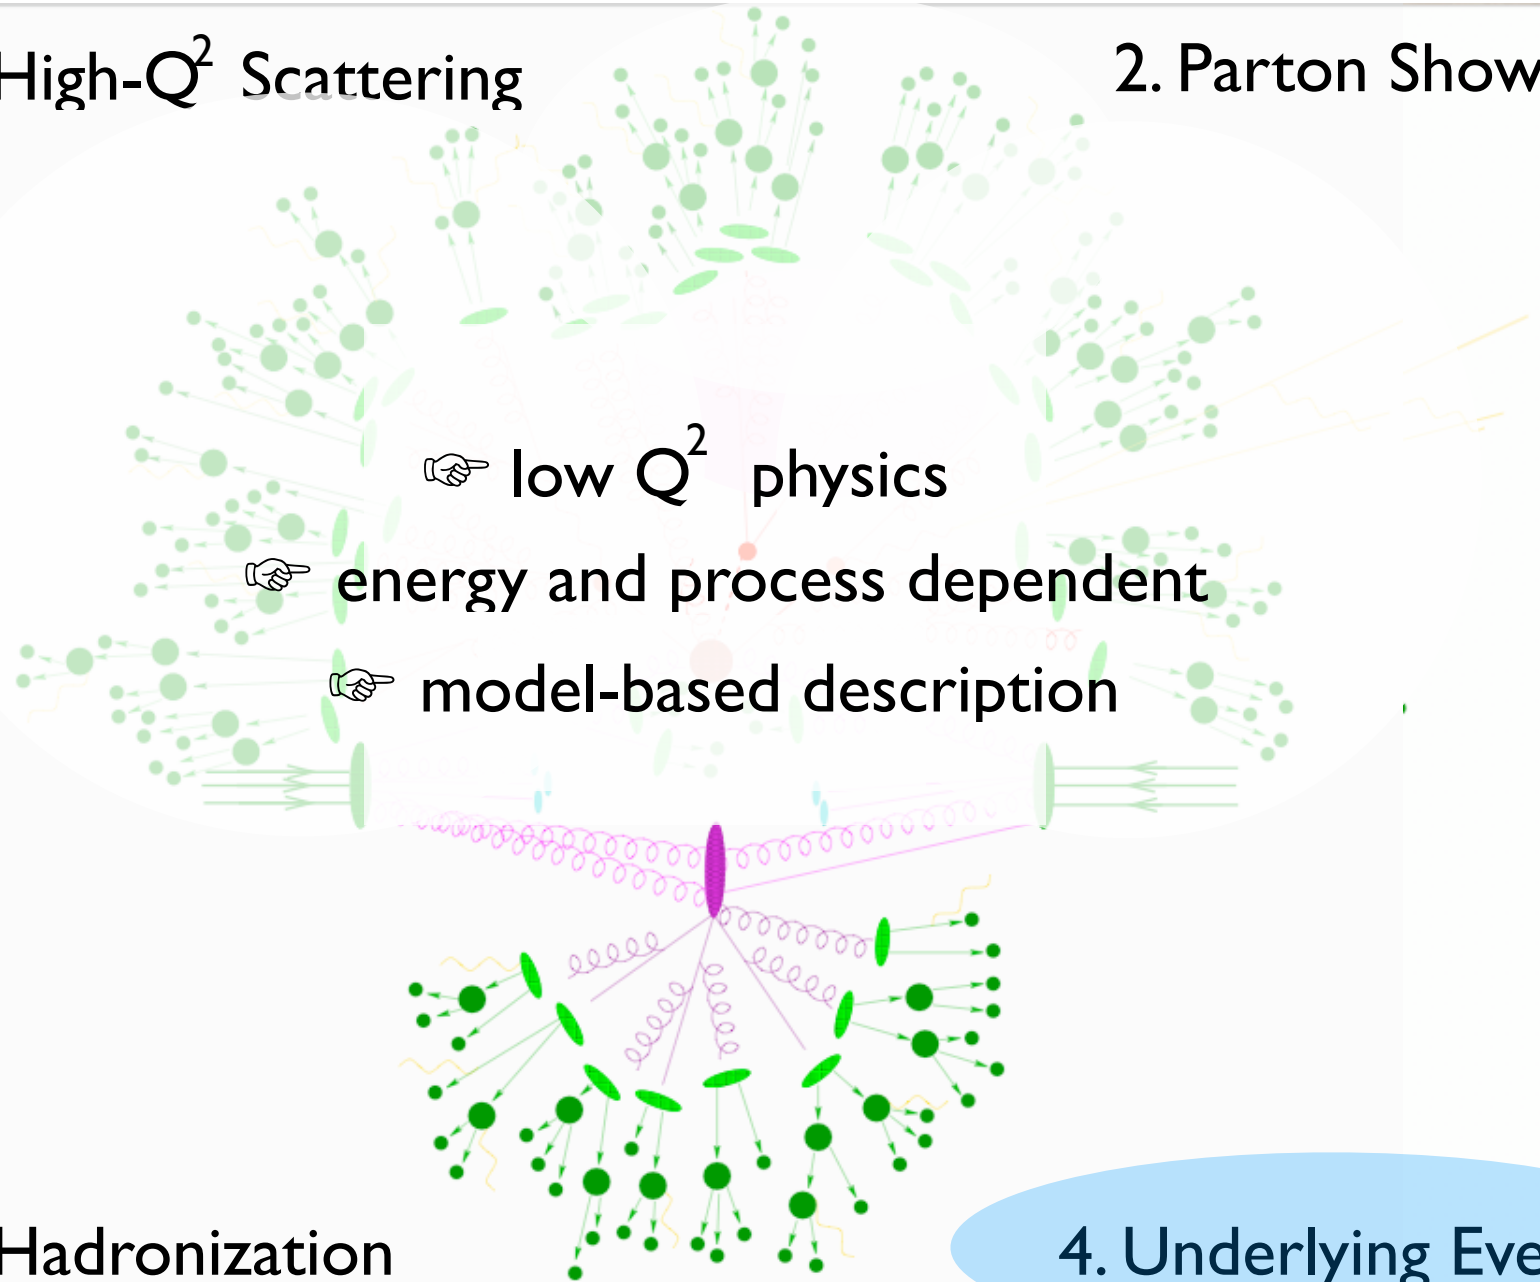 High-Q² Scattering
2. Parton Show
☞ low Q² physics
☞ energy and process dependent
☞ model-based description
Hadronization
4. Underlying Eve